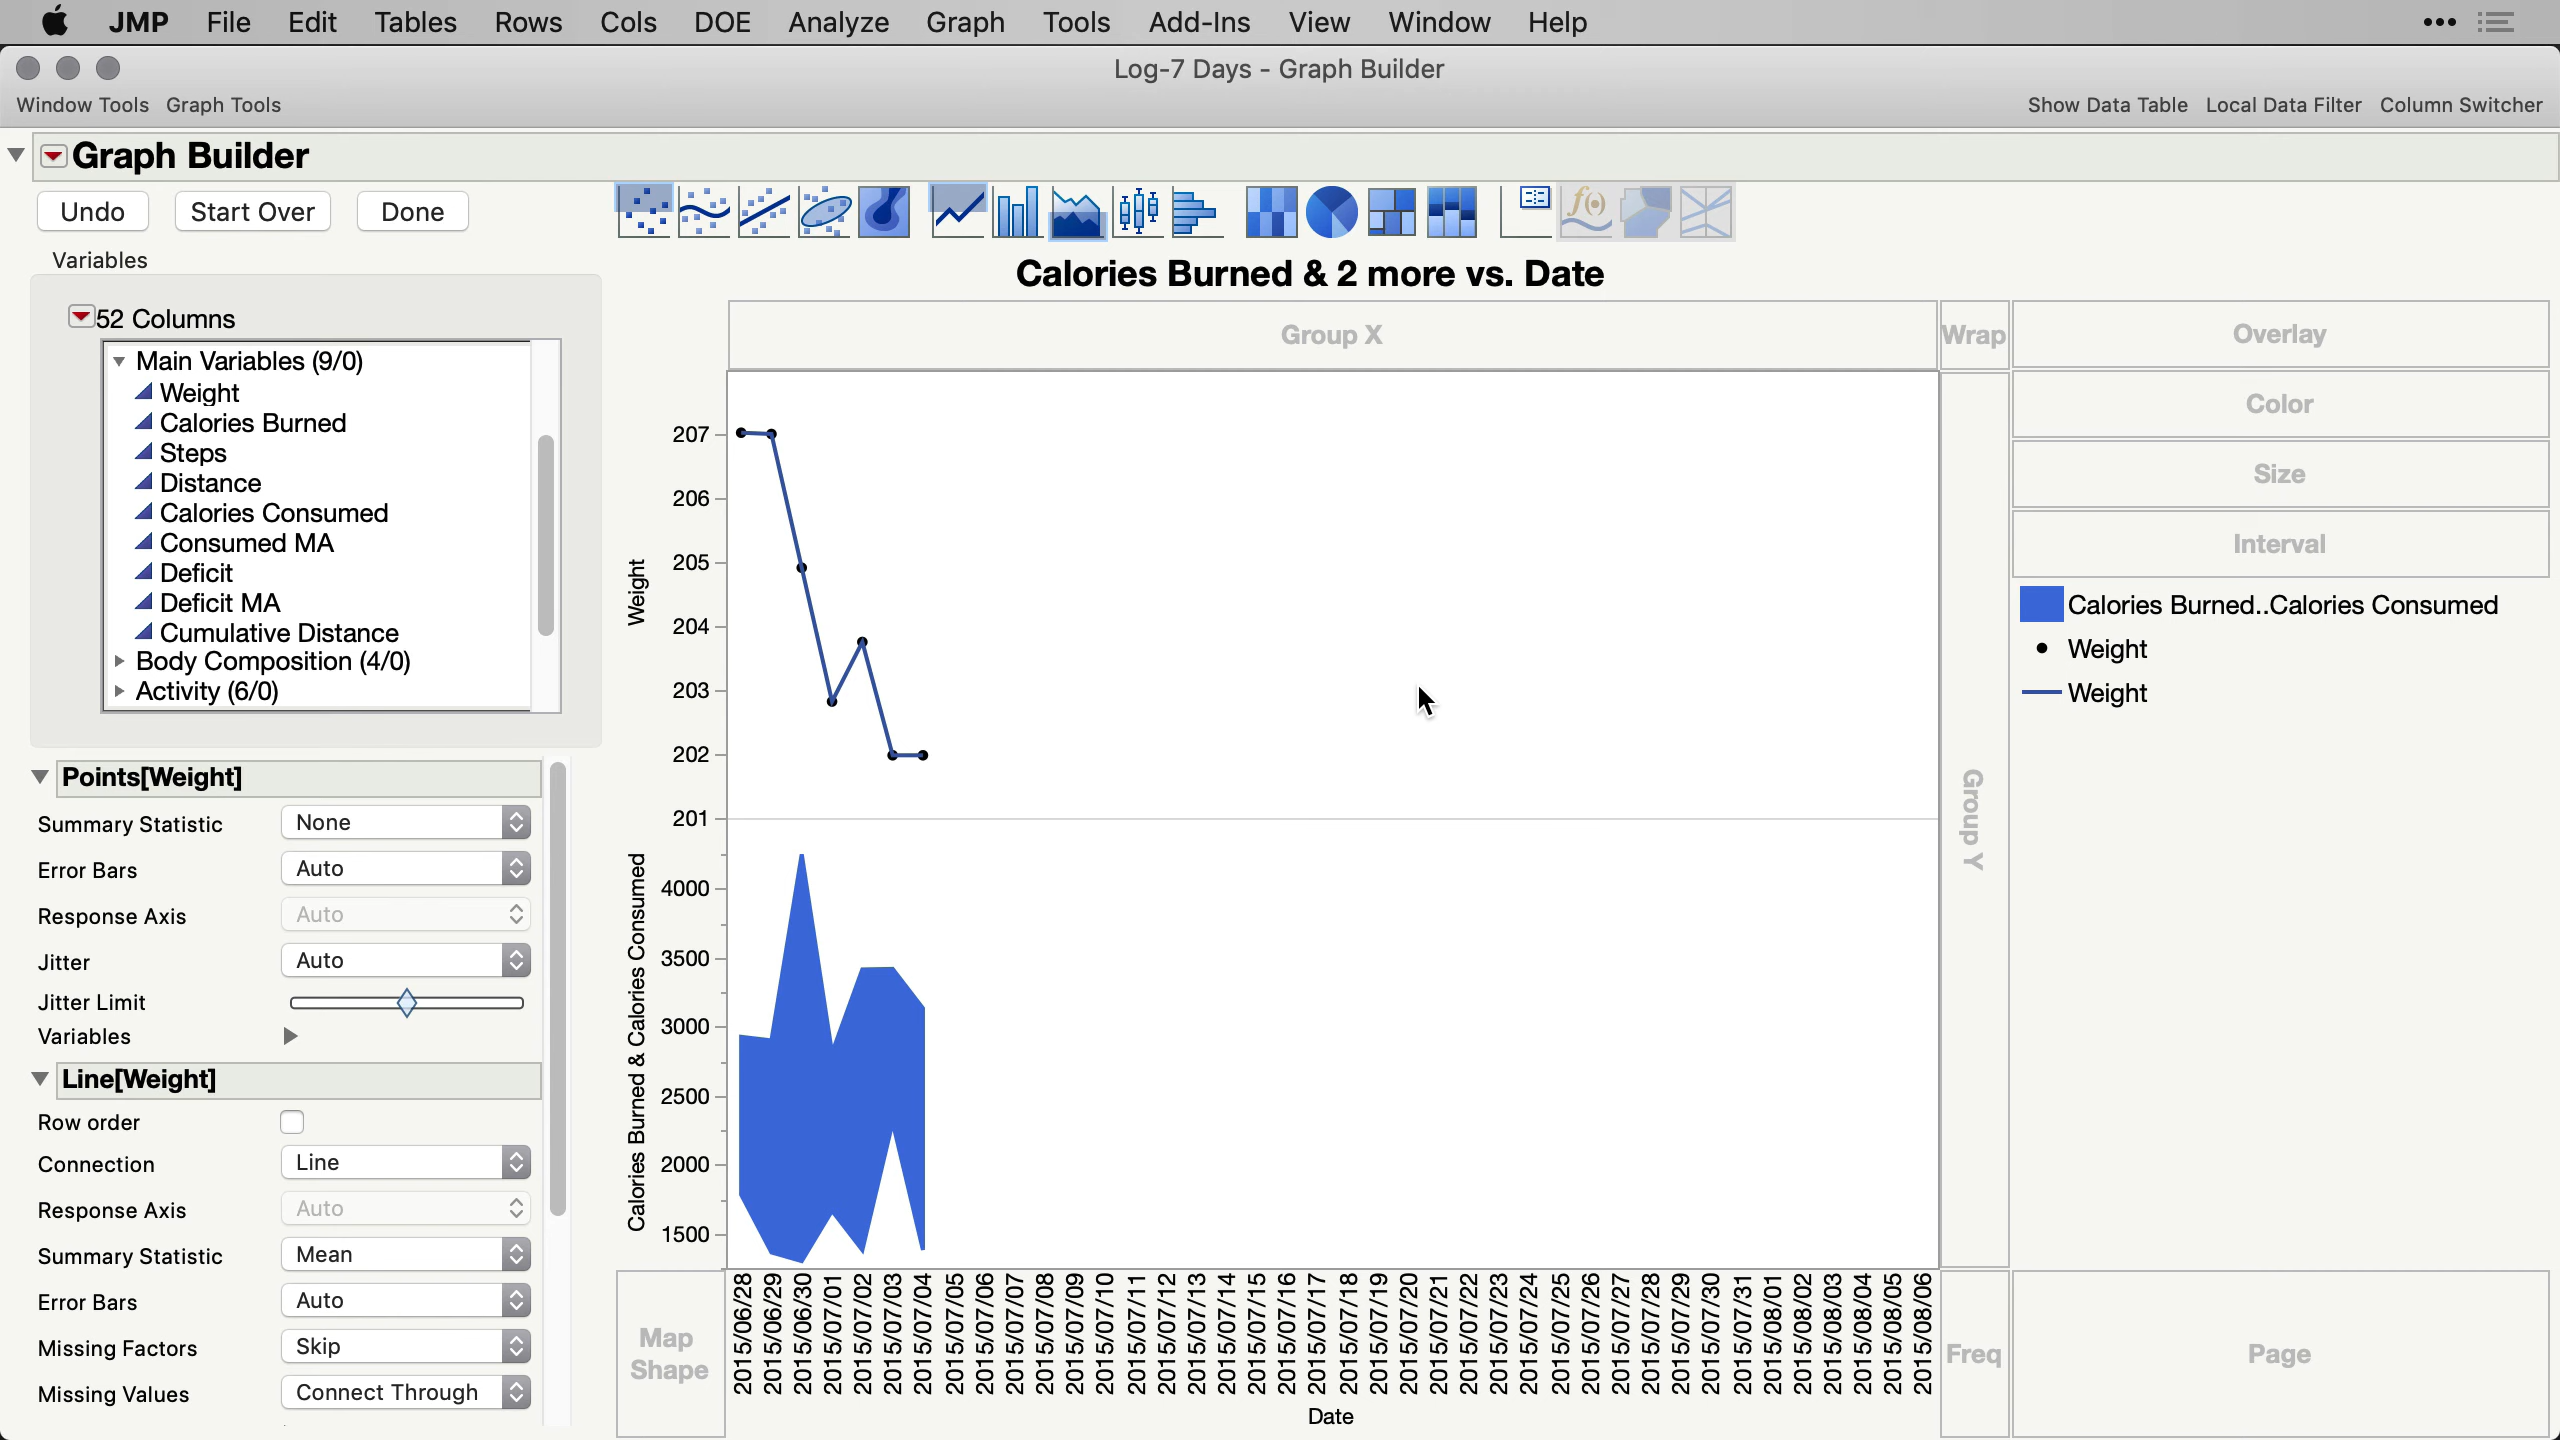 JMP File Edit Tables Rows Cols DOE Analyze Graph Tools Add-Ins View Window Help
Log-7 Days - Graph Builder
Window Tools Graph Tools Show Data Table Local Data Filter Column Switcher
Graph Builder
Undo Start Over Done
Variables
52 Columns
Main Variables (9/0)
Weight
Calories Burned
Steps
Distance
Calories Consumed
Consumed MA
Deficit
Deficit MA
Cumulative Distance
Body Composition (4/0)
Activity (6/0)
Points[Weight]
Summary Statistic None
Error Bars Auto
Response Axis Auto
Jitter Auto
Jitter Limit
Variables
Line[Weight]
Row order
Connection Line
Response Axis Auto
Summary Statistic Mean
Error Bars Auto
Missing Factors Skip
Missing Values Connect Through
f(•)
Calories Burned & 2 more vs. Date
Group X
Wrap
Overlay
Color
Size
Interval
Calories Burned..Calories Consumed
Weight
Weight
Group Y
Weight
207
206
205
204
203
202
201
Calories Burned & Calories Consumed
4000
3500
3000
2500
2000
1500
Map
Shape
2015/06/28
2015/06/29
2015/06/30
2015/07/01
2015/07/02
2015/07/03
2015/07/04
2015/07/05
2015/07/06
2015/07/07
2015/07/08
2015/07/09
2015/07/10
2015/07/11
2015/07/12
2015/07/13
2015/07/14
2015/07/15
2015/07/16
2015/07/17
2015/07/18
2015/07/19
2015/07/20
2015/07/21
2015/07/22
2015/07/23
2015/07/24
2015/07/25
2015/07/26
2015/07/27
2015/07/28
2015/07/29
2015/07/30
2015/07/31
2015/08/01
2015/08/02
2015/08/03
2015/08/04
2015/08/05
2015/08/06
Date
Freq
Page